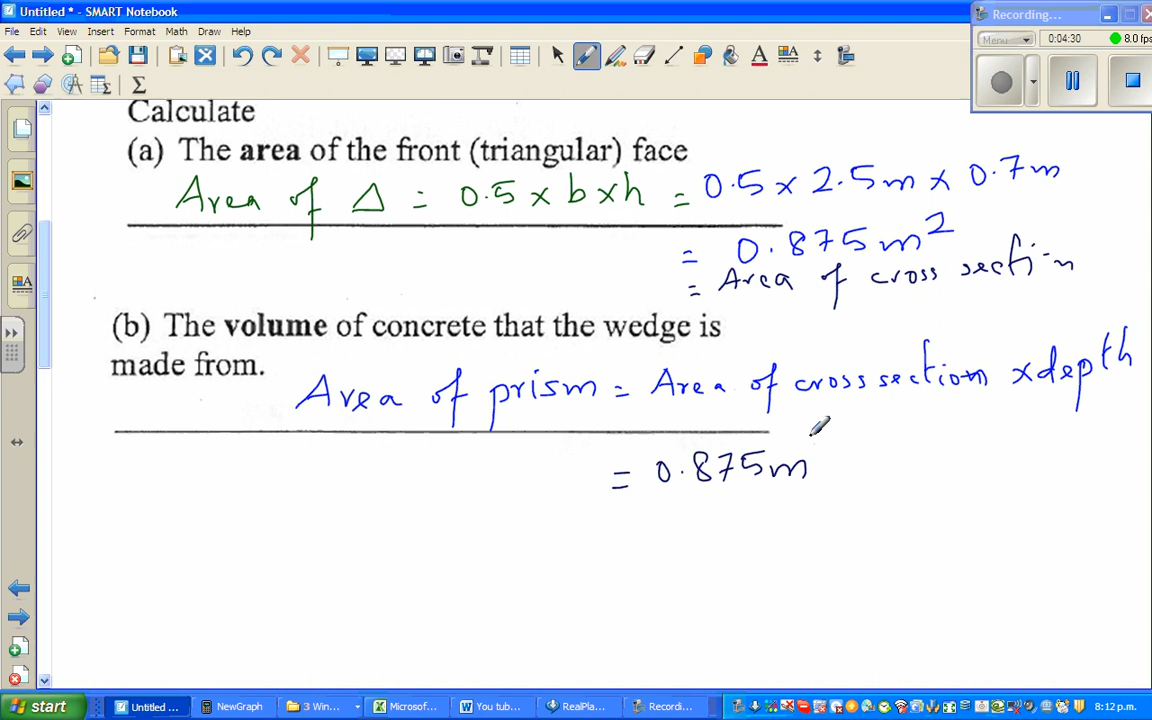 Untitled * - SMART Notebook
Recording...
File Edit View Insert Format Math Draw Help
Menu 0:04:30 8.0 fps
Calculate
(a) The area of the front (triangular) face
Area of Δ = 0.5 x b x h = 0.5 x 2.5m x 0.7m
= 0.875 m²
= Area of cross section
(b) The volume of concrete that the wedge is
made from.
Area of prism = Area of cross section x depth
= 0.875m
start Untitled ... NewGraph 3 Win... Microsof... You tub... RealPla... Recordi... 8:12 p.m.